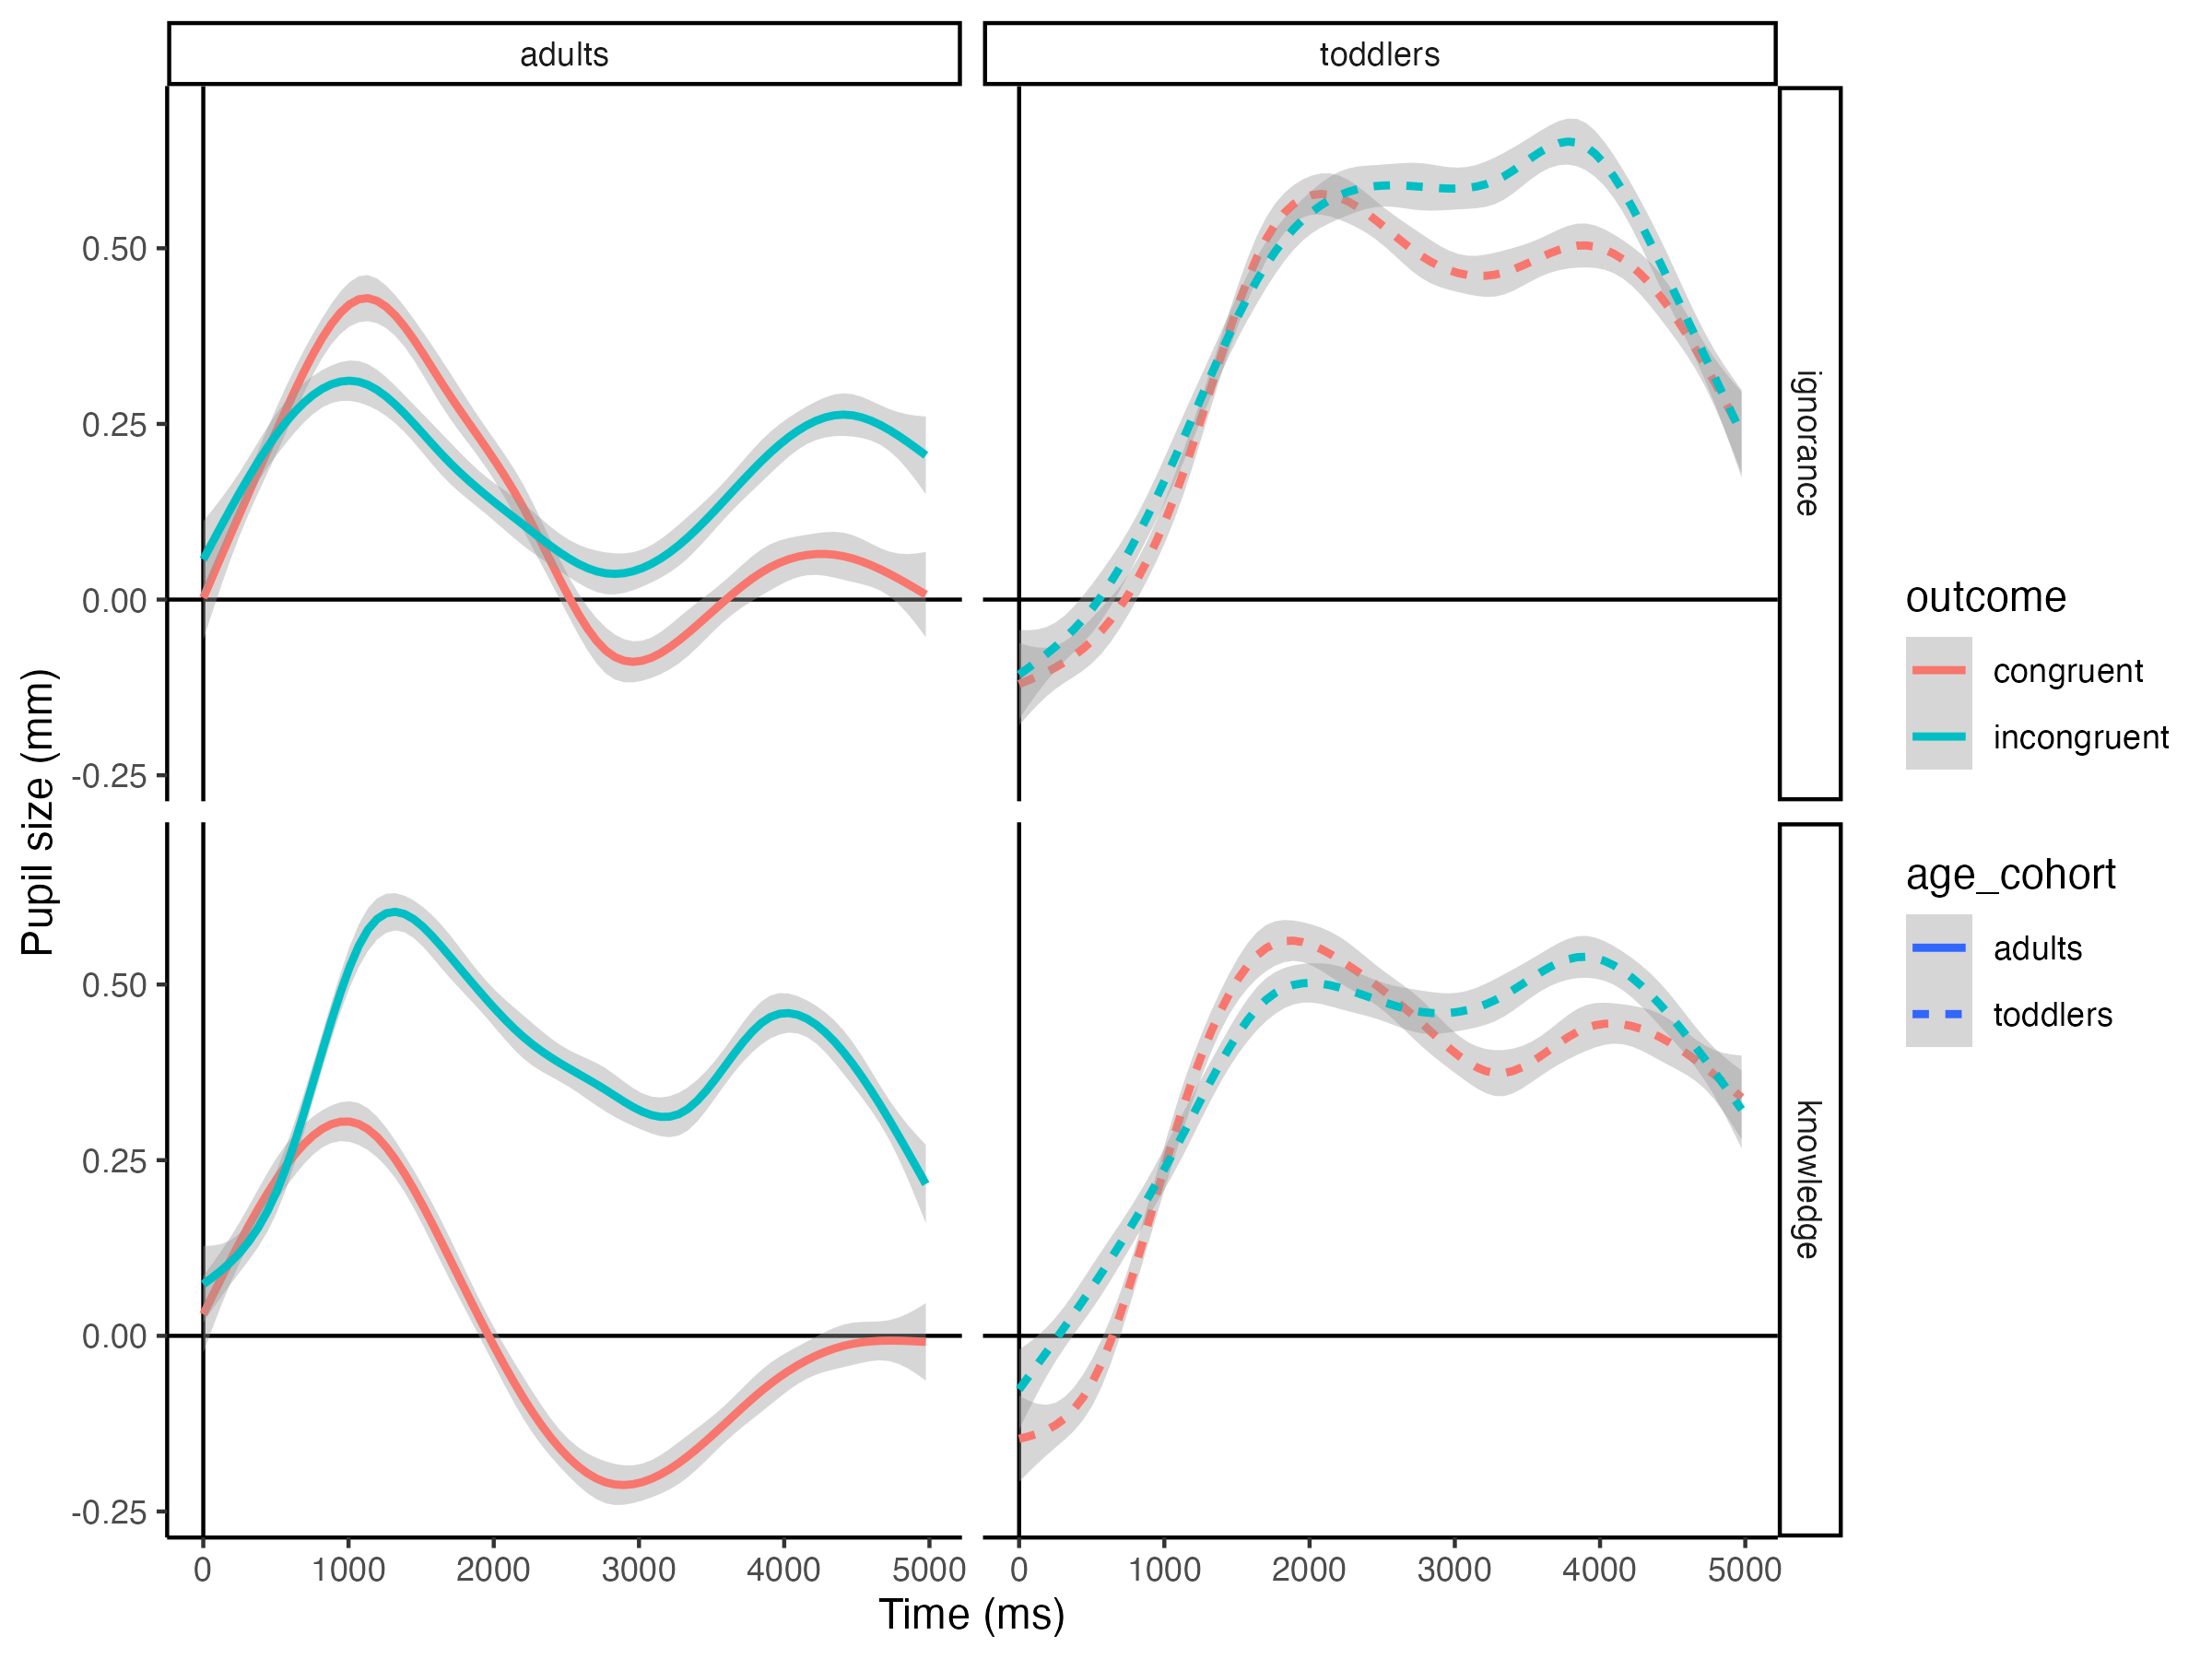 adults
toddlers
ignorance
knowledge
Pupil size (mm)
0.50
0.25
0.00
-0.25
0.50
0.25
0.00
-0.25
0 1000 2000 3000 4000 5000
0 1000 2000 3000 4000 5000
Time (ms)
outcome
congruent
incongruent
age_cohort
adults
toddlers